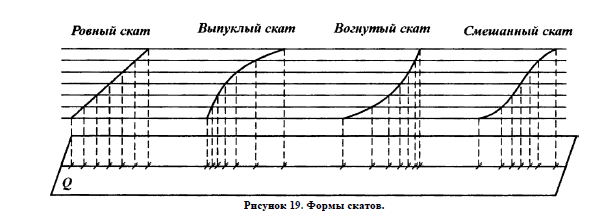 Ровный скат Выпуклый скат Вогнутый скат Смешанный скат
Q
Рисунок 19. Формы скатов.